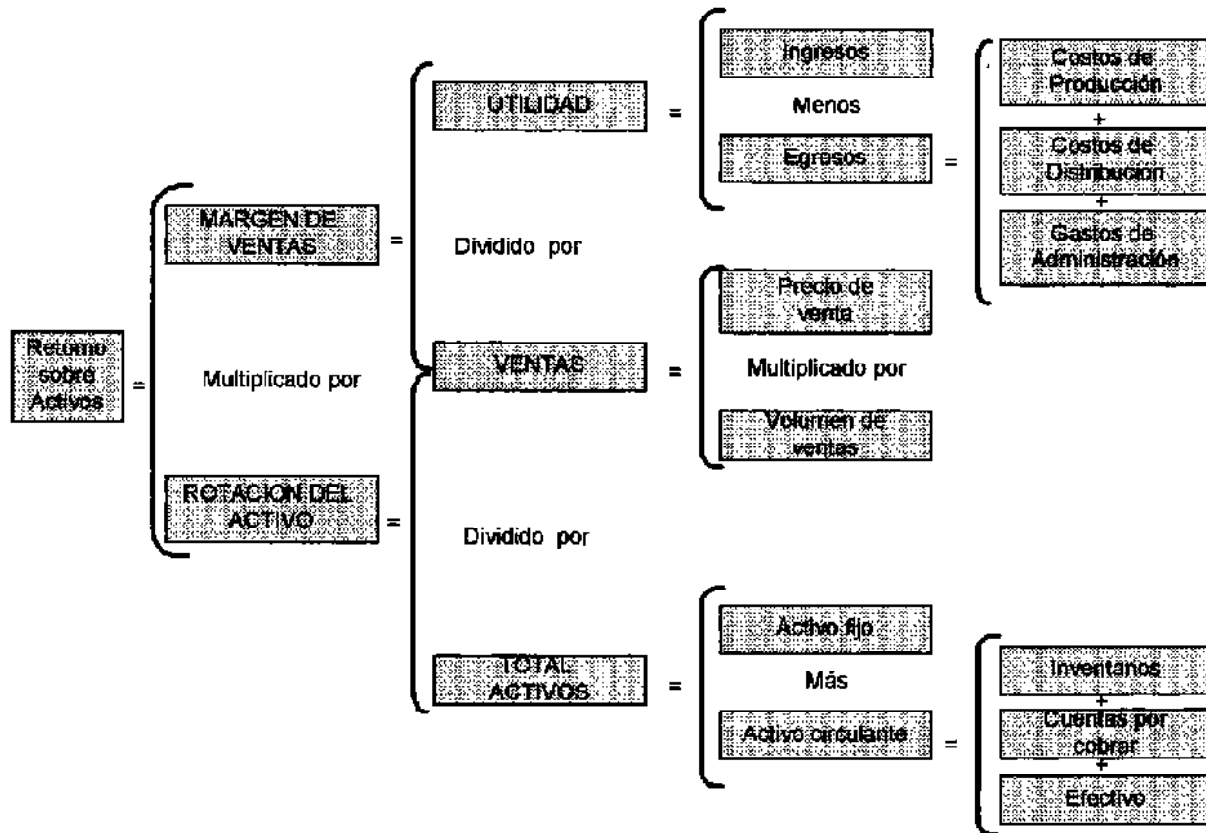 Ingresos
Costos de
Producción
UTILIDAD
=
Menos
=
+
Egresos
=
Costos de
Distribución
+
MARGEN DE
VENTAS
=
Dividido por
Gastos de
Administración
Precio de
venta
Retorno
sobre
Activos
=
Multiplicado por
VENTAS
=
Multiplicado por
Volumen de
ventas
ROTACION DEL
ACTIVO
=
Dividido por
Activo fijo
TOTAL
ACTIVOS
=
Más
Inventarios
+
Activo circulante
=
Cuentas por
cobrar
+
Efectivo